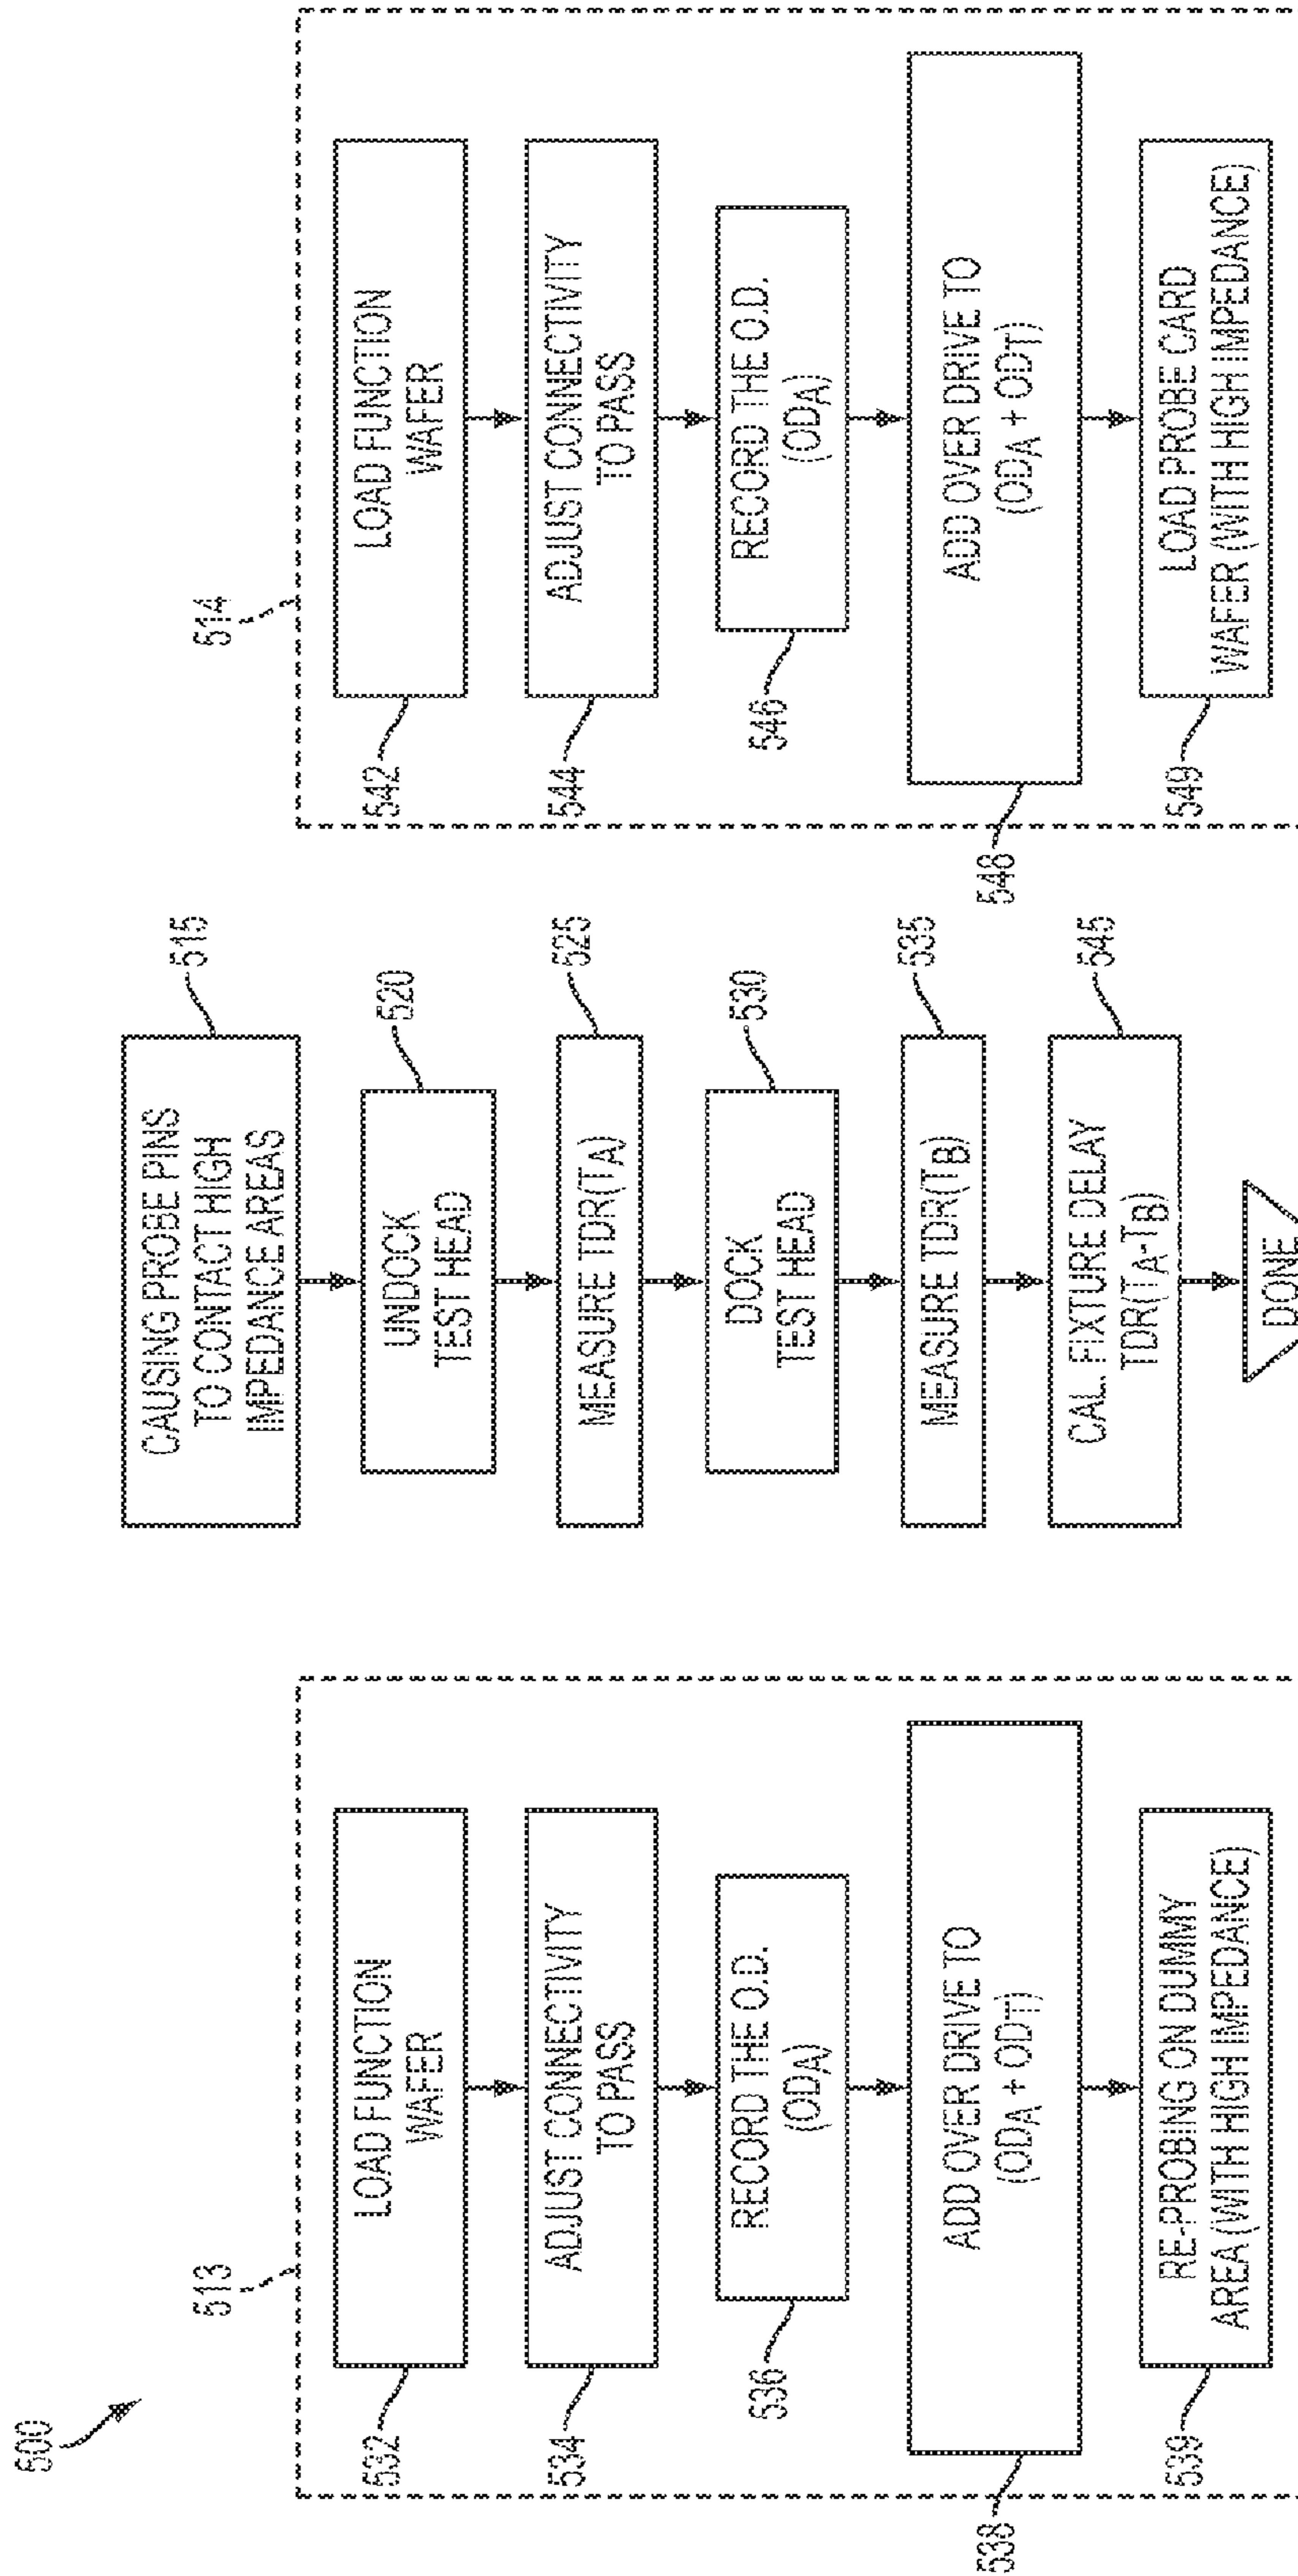 500
513
532
LOAD FUNCTION
WAFER
534
ADJUST CONNECTIVITY
TO PASS
536
RECORD THE O.D.
(ODA)
538
ADD OVER DRIVE TO
(ODA + ODT)
539
RE-PROBING ON DUMMY
AREA (WITH HIGH IMPEDANCE)
515
CAUSING PROBE PINS
TO CONTACT HIGH
IMPEDANCE AREAS
520
UNDOCK
TEST HEAD
525
MEASURE TDR(TA)
530
DOCK
TEST HEAD
535
MEASURE TDR(TB)
545
CAL. FIXTURE DELAY
TDR(TA-TB)
DONE
514
542
LOAD FUNCTION
WAFER
544
ADJUST CONNECTIVITY
TO PASS
546
RECORD THE O.D.
(ODA)
548
ADD OVER DRIVE TO
(ODA + ODT)
549
LOAD PROBE CARD
WAFER (WITH HIGH IMPEDANCE)